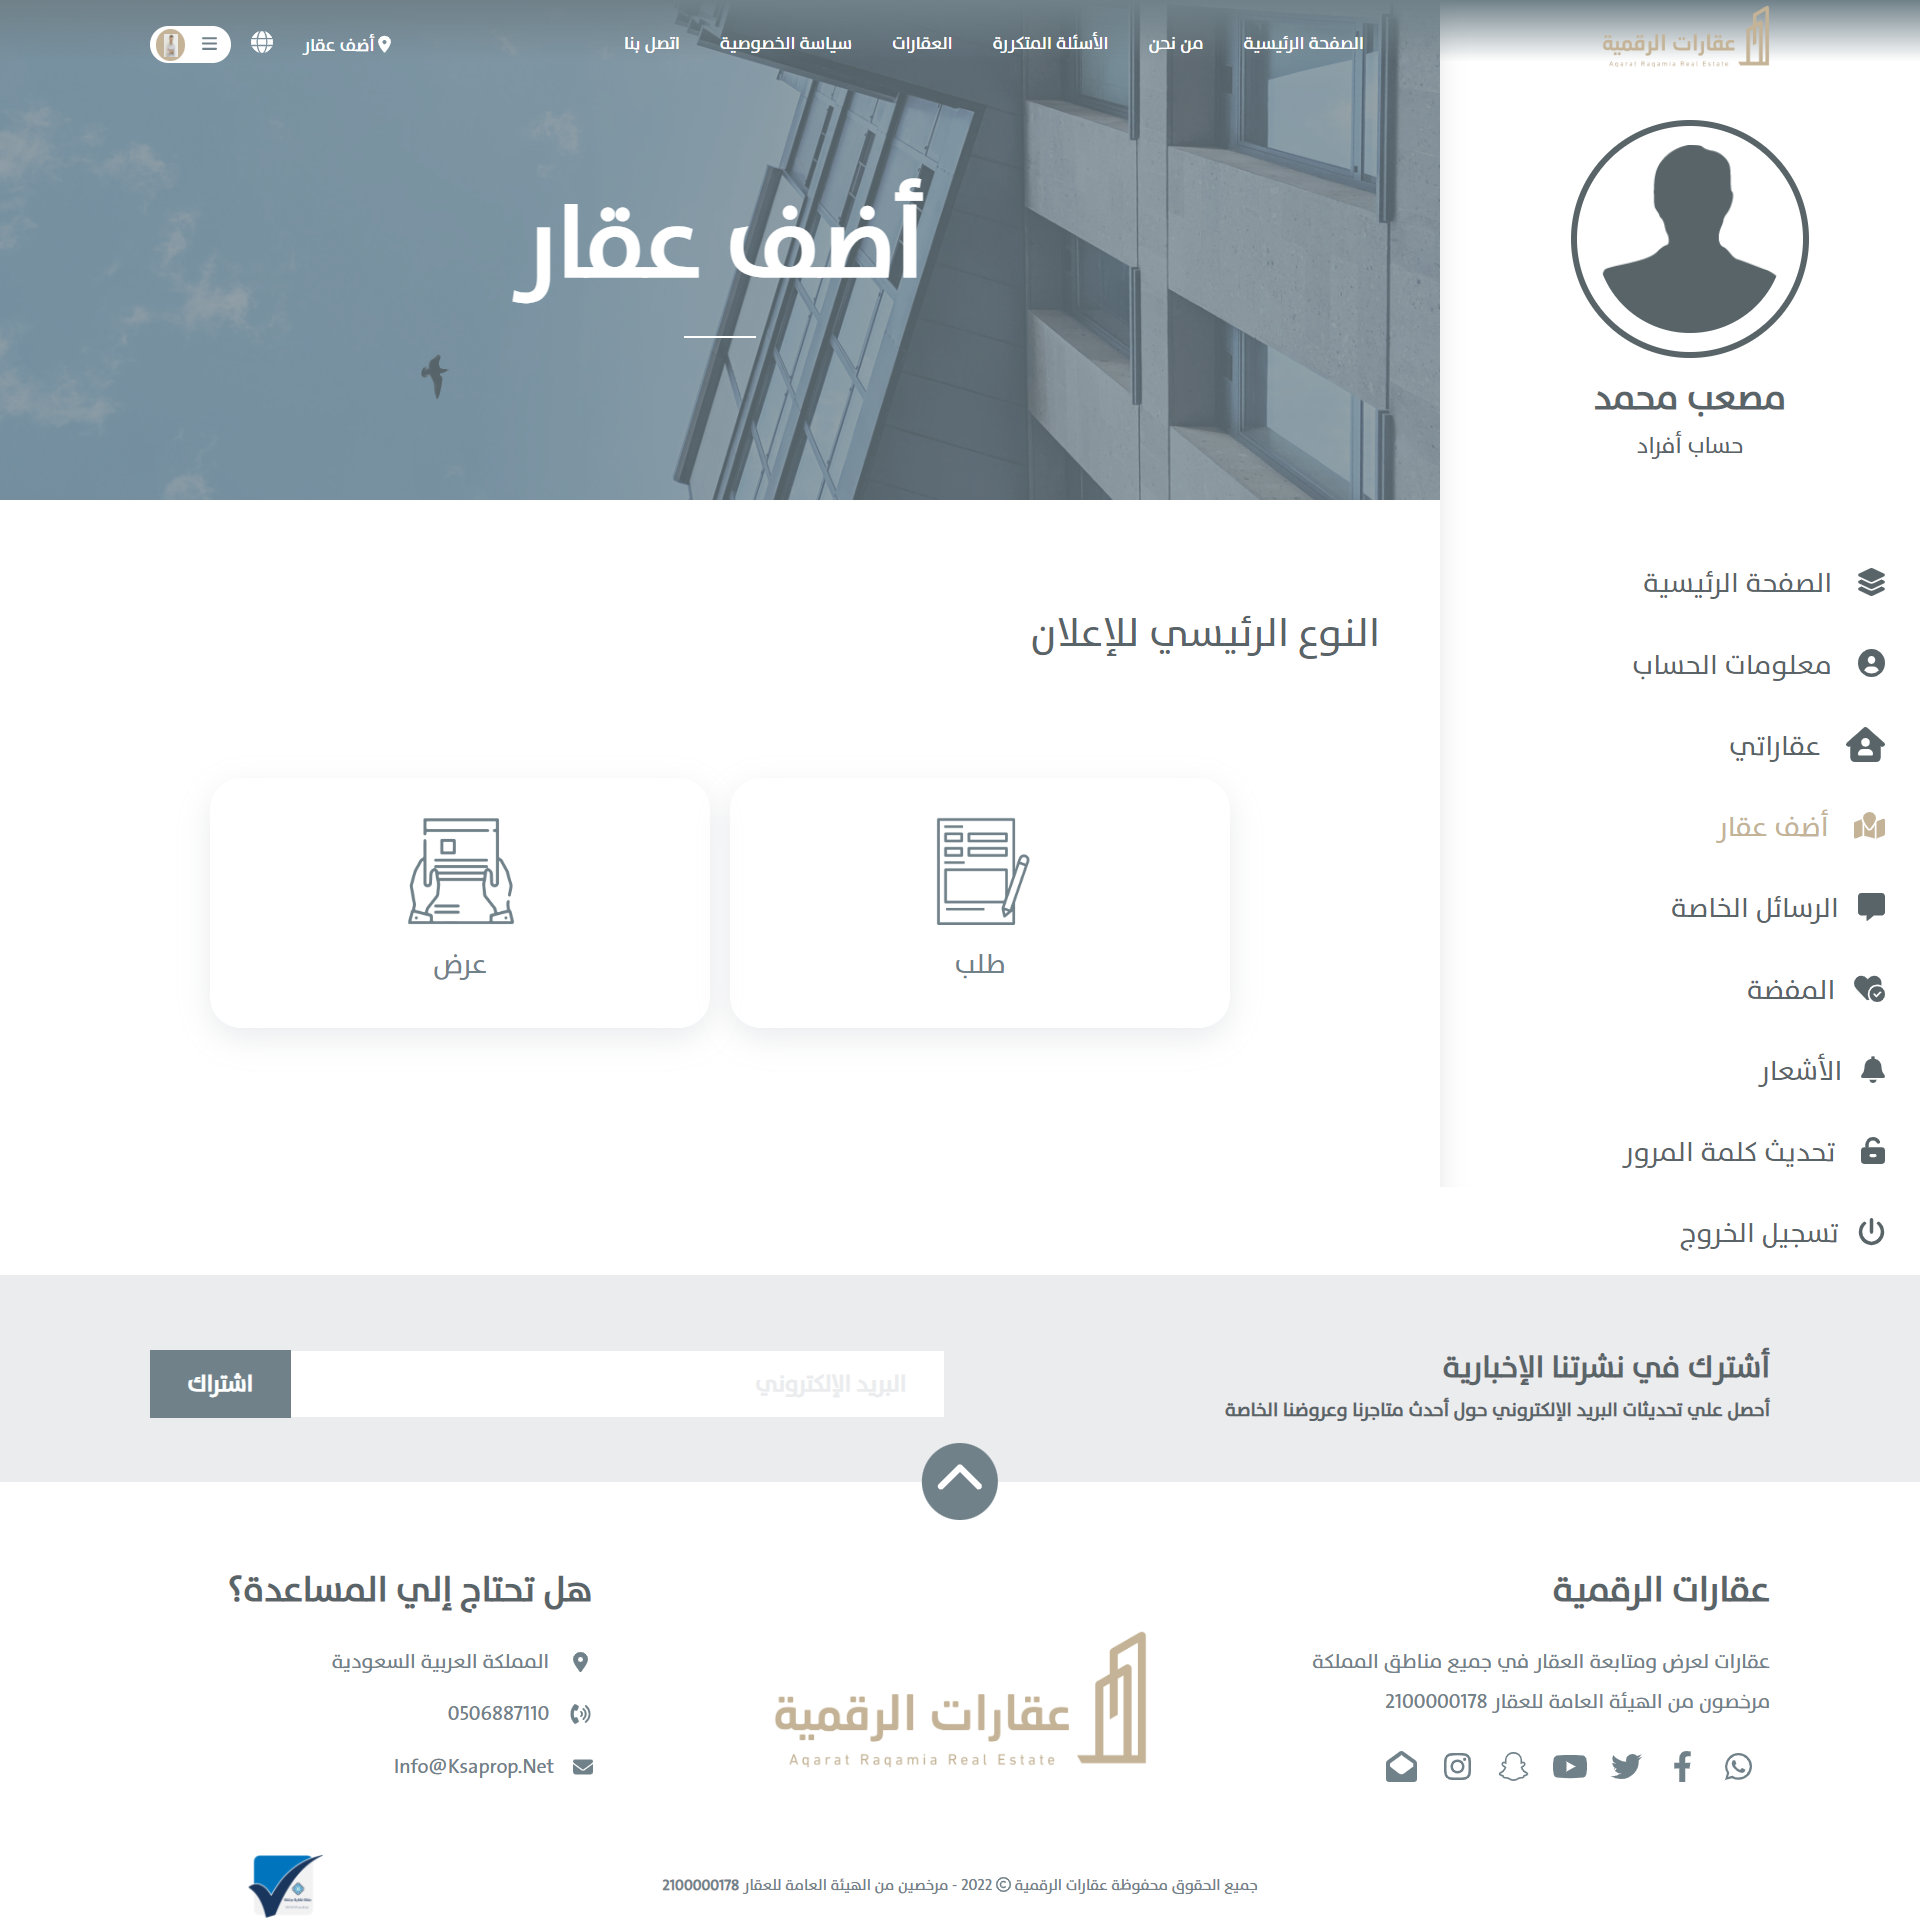 عقارات الرقمية
Aqarat Raqamia Real Estate
الصفحة الرئيسية
من نحن
الأسئلة المتكررة
العقارات
سياسة الخصوصية
اتصل بنا
أضف عقار
أضف عقار
مصعب محمد
حساب أفراد
الصفحة الرئيسية
معلومات الحساب
عقاراتي
أضف عقار
الرسائل الخاصة
المفضة
الأشعار
تحديث كلمة المرور
تسجيل الخروج
النوع الرئيسي للإعلان
طلب
عرض
أشترك في نشرتنا الإخبارية
أحصل علي تحديثات البريد الإلكتروني حول أحدث متاجرنا وعروضنا الخاصة
البريد الإلكتروني
اشتراك
عقارات الرقمية
عقارات لعرض ومتابعة العقار في جميع مناطق المملكة
مرخصون من الهيئة العامة للعقار 2100000178
عقارات الرقمية
Aqarat Raqamia Real Estate
هل تحتاج إلي المساعدة؟
المملكة العربية السعودية
0506887110
Info@Ksaprop.Net
جميع الحقوق محفوظة عقارات الرقمية © 2022 - مرخصين من الهيئة العامة للعقار 2100000178